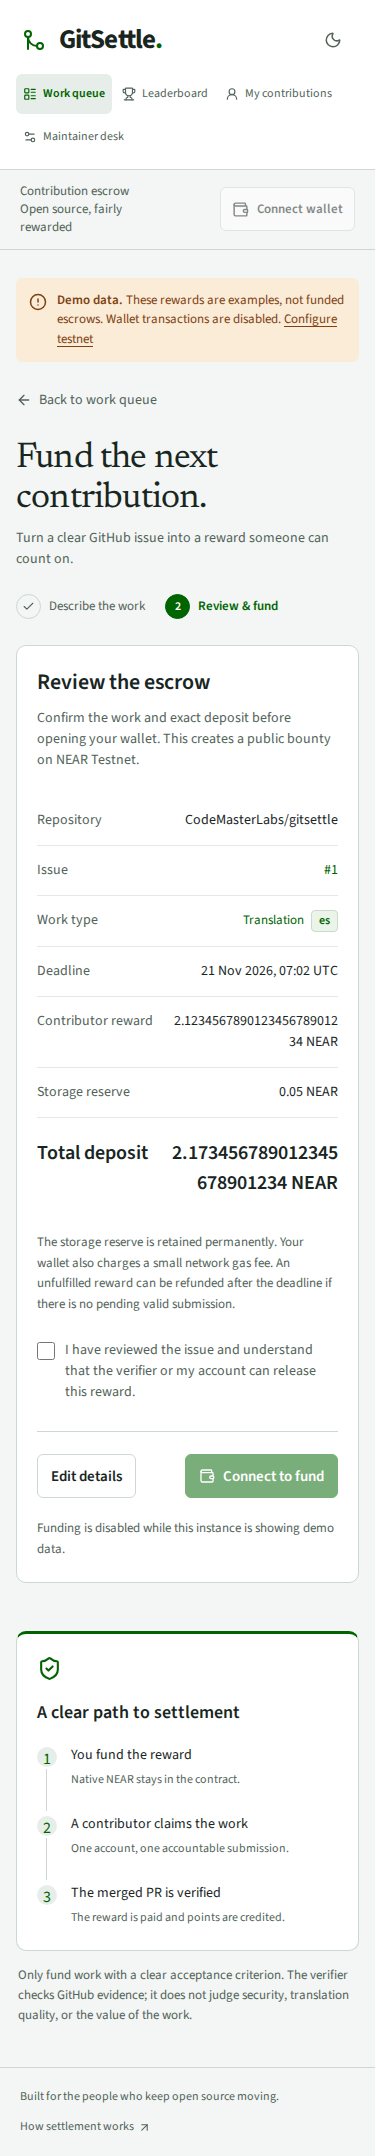 GitSettle.
Work queue
Leaderboard
My contributions
Maintainer desk
Contribution escrow
Open source, fairly
rewarded
Connect wallet
Demo data. These rewards are examples, not funded
escrows. Wallet transactions are disabled. Configure
testnet
Back to work queue
Fund the next
contribution.
Turn a clear GitHub issue into a reward someone can
count on.
Describe the work
2 Review & fund
Review the escrow
Confirm the work and exact deposit before
opening your wallet. This creates a public bounty
on NEAR Testnet.
Repository CodeMasterLabs/gitsettle
Issue #1
Work type Translation es
Deadline 21 Nov 2026, 07:02 UTC
Contributor reward 2.1234567890123456789012
34 NEAR
Storage reserve 0.05 NEAR
Total deposit 2.173456789012345
678901234 NEAR
The storage reserve is retained permanently. Your
wallet also charges a small network gas fee. An
unfulfilled reward can be refunded after the deadline if
there is no pending valid submission.
I have reviewed the issue and understand
that the verifier or my account can release
this reward.
Edit details
Connect to fund
Funding is disabled while this instance is showing demo
data.
A clear path to settlement
1 You fund the reward
Native NEAR stays in the contract.
2 A contributor claims the work
One account, one accountable submission.
3 The merged PR is verified
The reward is paid and points are credited.
Only fund work with a clear acceptance criterion. The verifier
checks GitHub evidence; it does not judge security, translation
quality, or the value of the work.
Built for the people who keep open source moving.
How settlement works